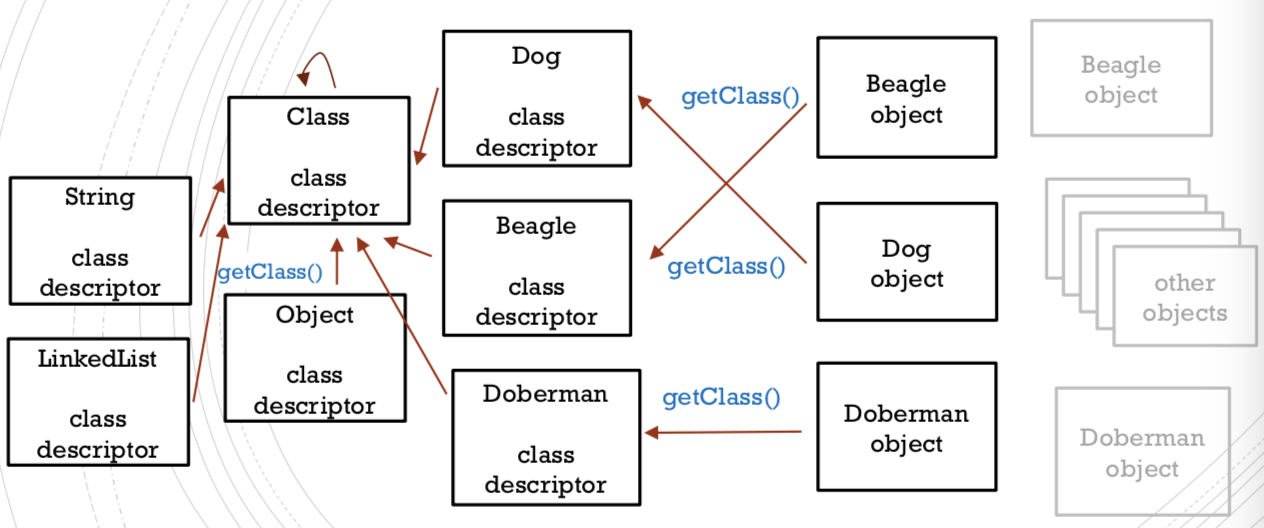 Dog
class
descriptor
getClass()
Beagle
object
Beagle
object
Class
class
descriptor
String
class
descriptor
Beagle
class
descriptor
getClass()
Dog
object
other
objects
getClass()
Object
class
descriptor
LinkedList
class
descriptor
Doberman
class
descriptor
getClass()
Doberman
object
Doberman
object